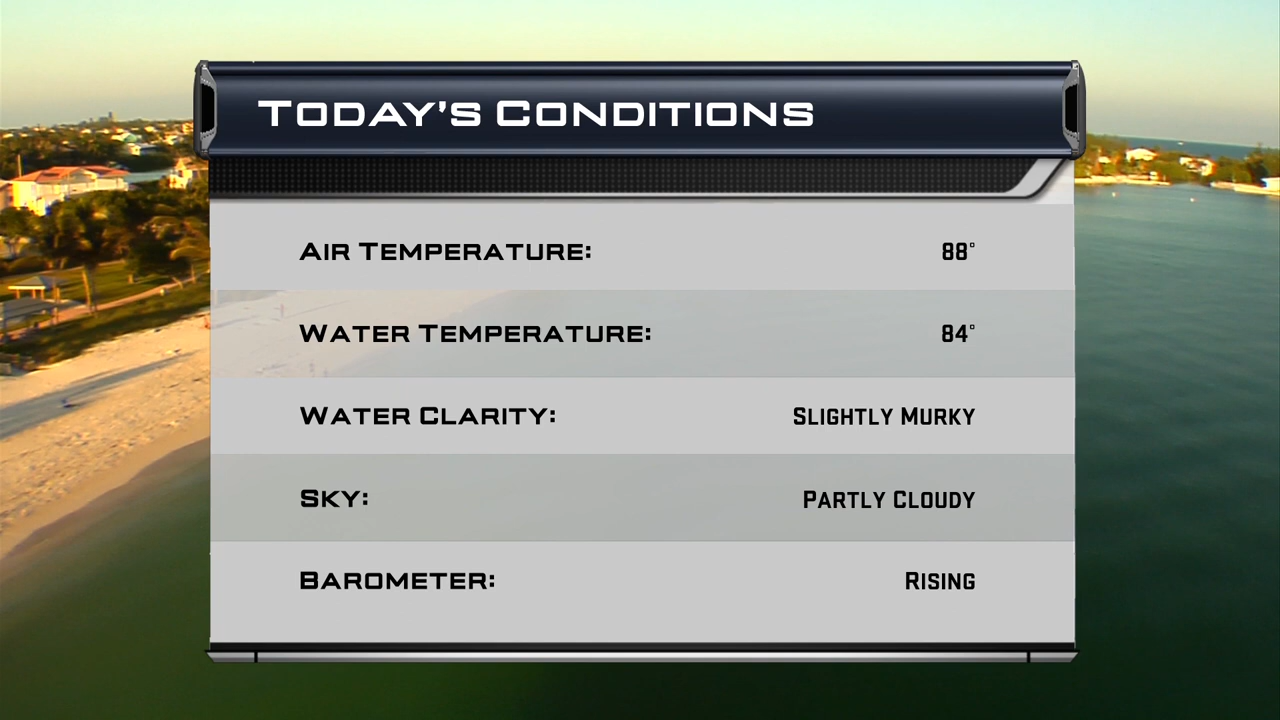 Today's Conditions
Air Temperature: 88°
Water Temperature: 84°
Water Clarity: Slightly Murky
Sky: Partly Cloudy
Barometer: Rising